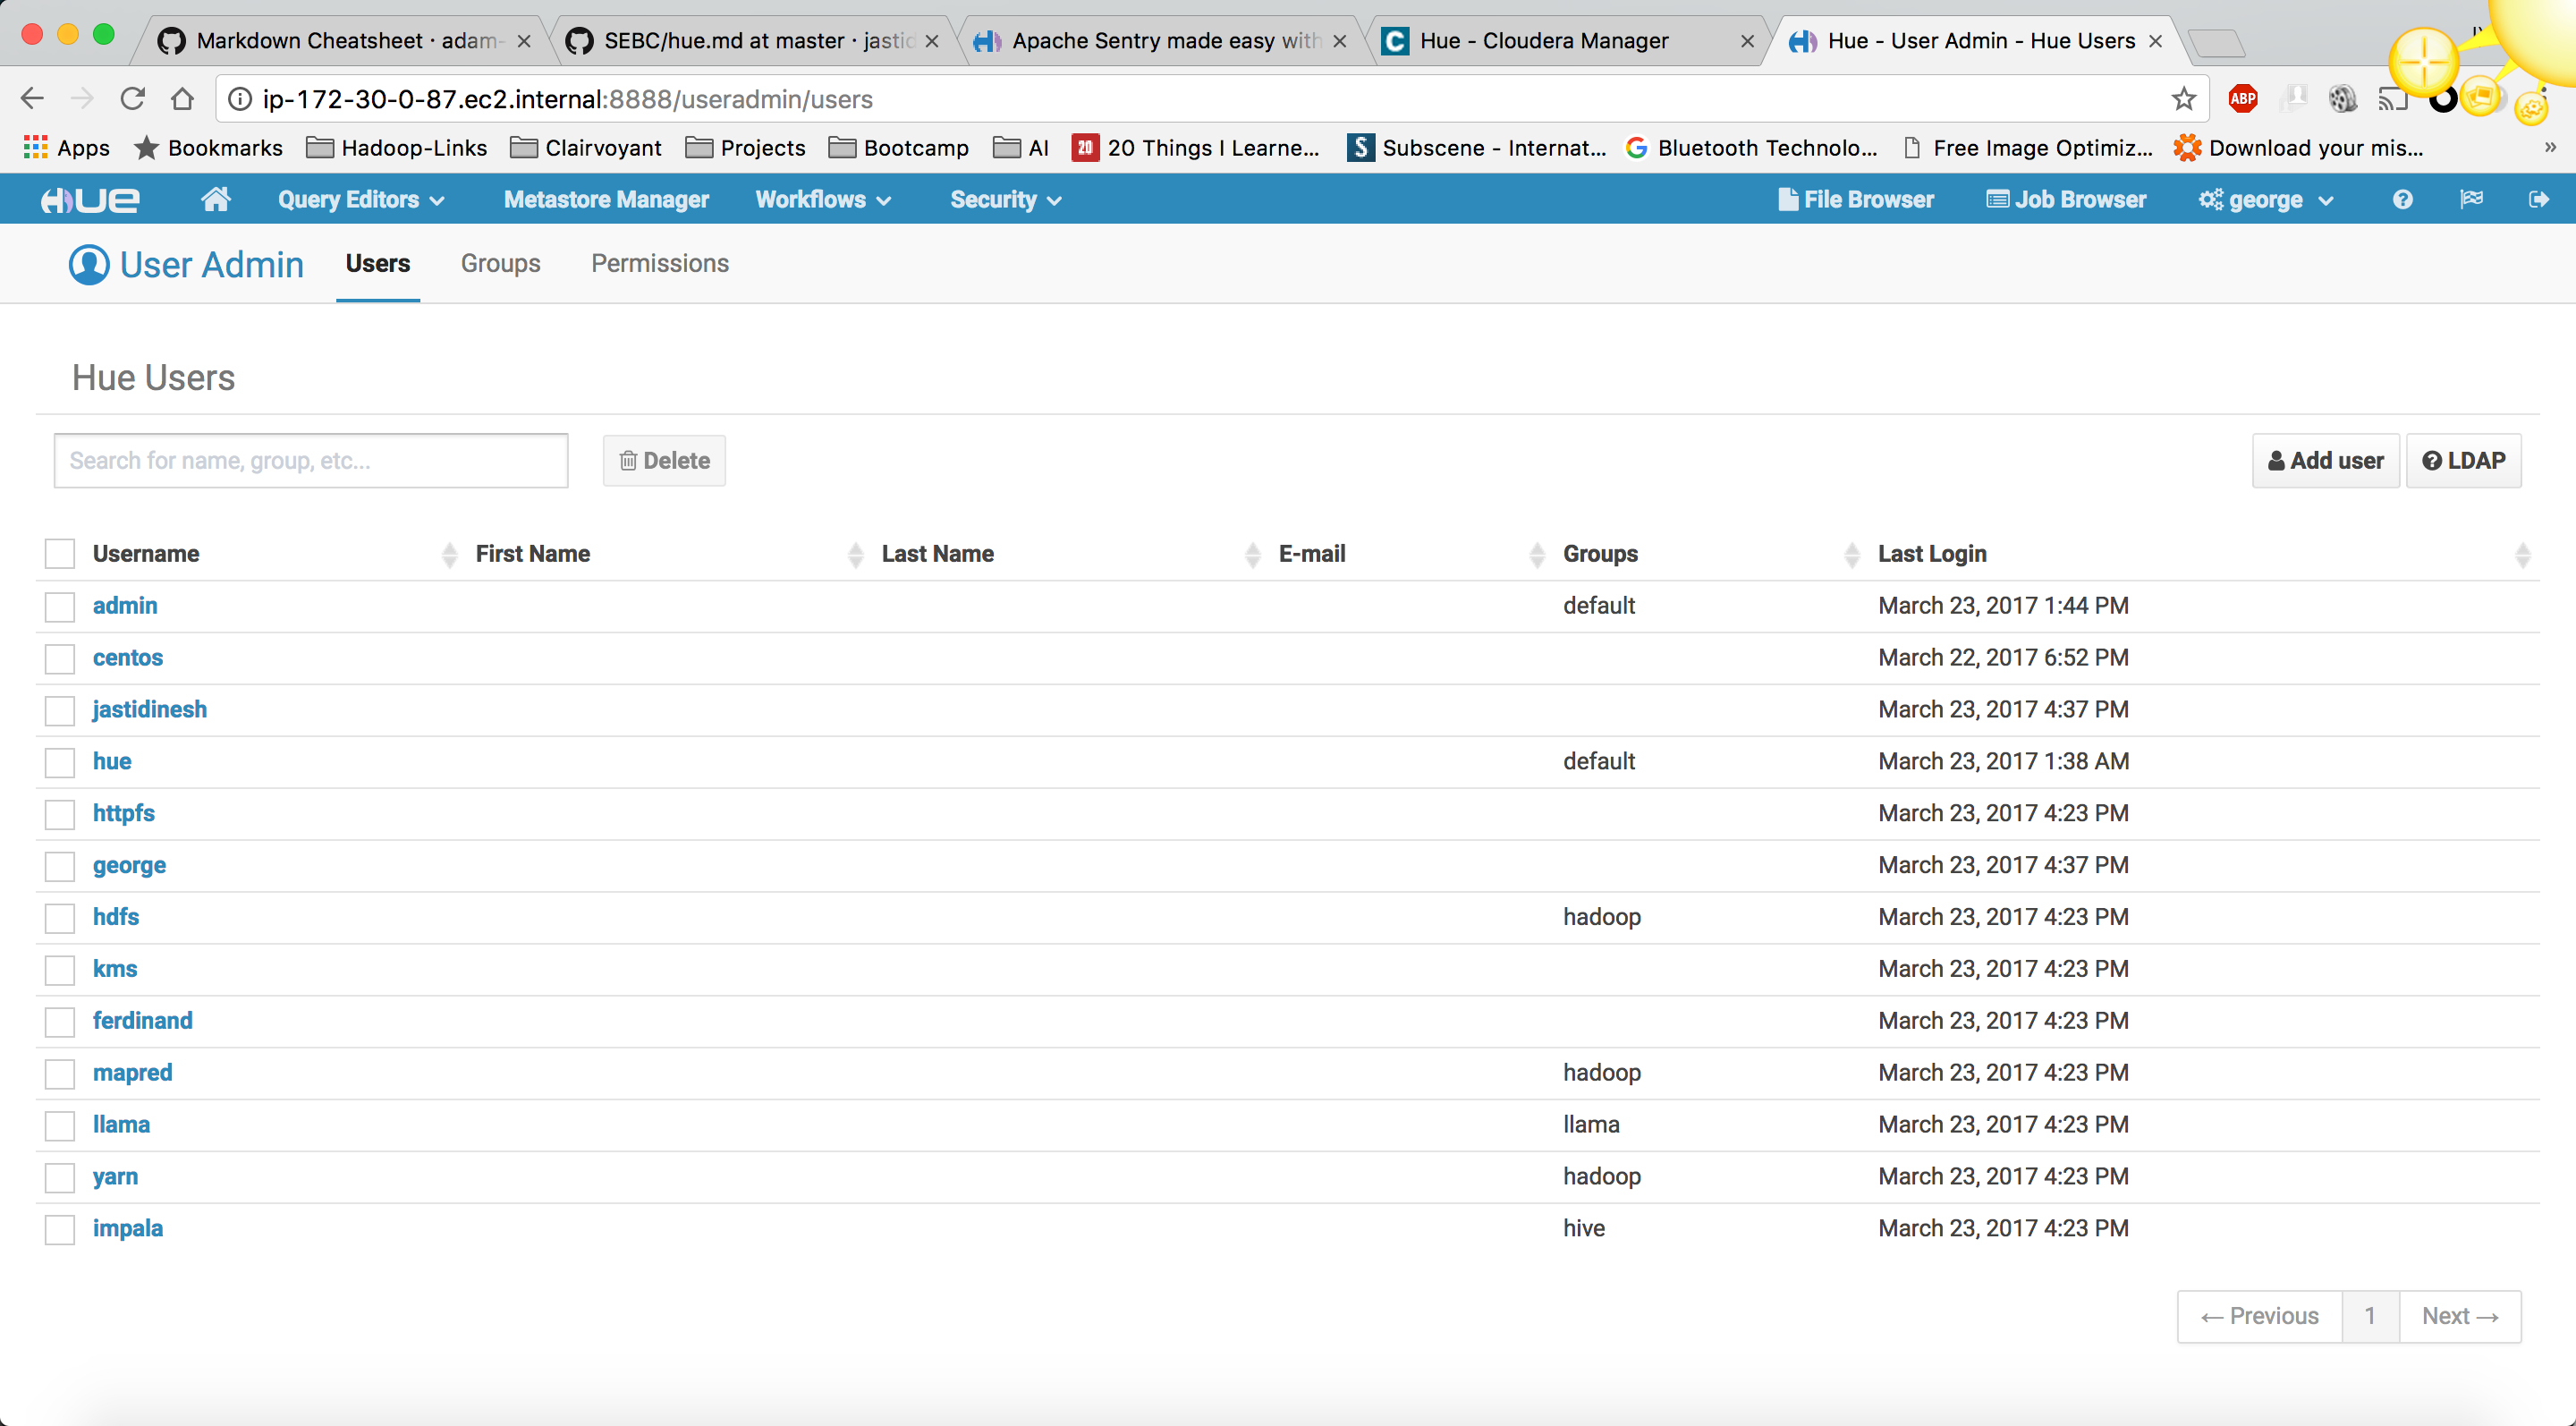 Markdown Cheatsheet · adam-
SEBC/hue.md at master · jastid
Apache Sentry made easy with
Hue - Cloudera Manager
Hue - User Admin - Hue Users
ip-172-30-0-87.ec2.internal:8888/useradmin/users
ABP
Apps Bookmarks Hadoop-Links Clairvoyant Projects Bootcamp AI 20 20 Things I Learne... S Subscene - Internat... G Bluetooth Technolo... Free Image Optimiz... Download your mis... »
HUE Query Editors Metastore Manager Workflows Security File Browser Job Browser george
User Admin Users Groups Permissions
Hue Users
Search for name, group, etc... Delete Add user LDAP
Username First Name Last Name E-mail Groups Last Login
admin default March 23, 2017 1:44 PM
centos March 22, 2017 6:52 PM
jastidinesh March 23, 2017 4:37 PM
hue default March 23, 2017 1:38 AM
httpfs March 23, 2017 4:23 PM
george March 23, 2017 4:37 PM
hdfs hadoop March 23, 2017 4:23 PM
kms March 23, 2017 4:23 PM
ferdinand March 23, 2017 4:23 PM
mapred hadoop March 23, 2017 4:23 PM
llama llama March 23, 2017 4:23 PM
yarn hadoop March 23, 2017 4:23 PM
impala hive March 23, 2017 4:23 PM
← Previous 1 Next →